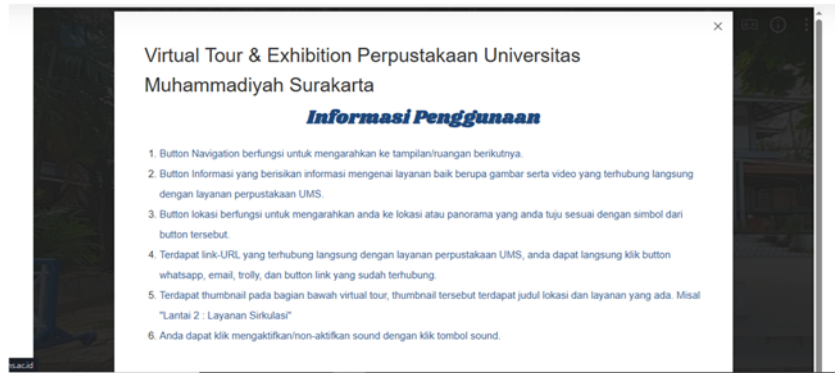 Virtual Tour & Exhibition Perpustakaan Universitas
Muhammadiyah Surakarta
Informasi Penggunaan
1. Button Navigation berfungsi untuk mengarahkan ke tampilan/ruangan berikutnya.
2. Button Informasi yang berisikan informasi mengenai layanan baik berupa gambar serta video yang terhubung langsung
dengan layanan perpustakaan UMS.
3. Button lokasi berfungsi untuk mengarahkan anda ke lokasi atau panorama yang anda tuju sesuai dengan simbol dari
button tersebut.
4. Terdapat link-URL yang terhubung langsung dengan layanan perpustakaan UMS, anda dapat langsung klik button
whatsapp, email, trolly, dan button link yang sudah terhubung.
5. Terdapat thumbnail pada bagian bawah virtual tour, thumbnail tersebut terdapat judul lokasi dan layanan yang ada. Misal
"Lantai 2 : Layanan Sirkulasi"
6. Anda dapat klik mengaktifkan/non-aktifkan sound dengan klik tombol sound.
ms.ac.id